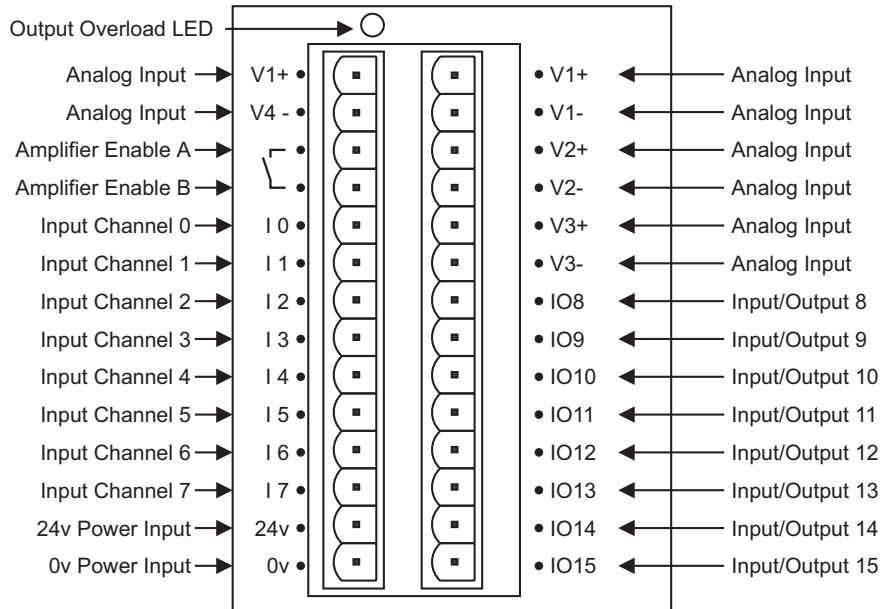 Output Overload LED
Analog Input V1+ V1+ Analog Input
Analog Input V4 - V1- Analog Input
Amplifier Enable A V2+ Analog Input
Amplifier Enable B V2- Analog Input
Input Channel 0 I 0 V3+ Analog Input
Input Channel 1 I 1 V3- Analog Input
Input Channel 2 I 2 IO8 Input/Output 8
Input Channel 3 I 3 IO9 Input/Output 9
Input Channel 4 I 4 IO10 Input/Output 10
Input Channel 5 I 5 IO11 Input/Output 11
Input Channel 6 I 6 IO12 Input/Output 12
Input Channel 7 I 7 IO13 Input/Output 13
24v Power Input 24v IO14 Input/Output 14
0v Power Input 0v IO15 Input/Output 15